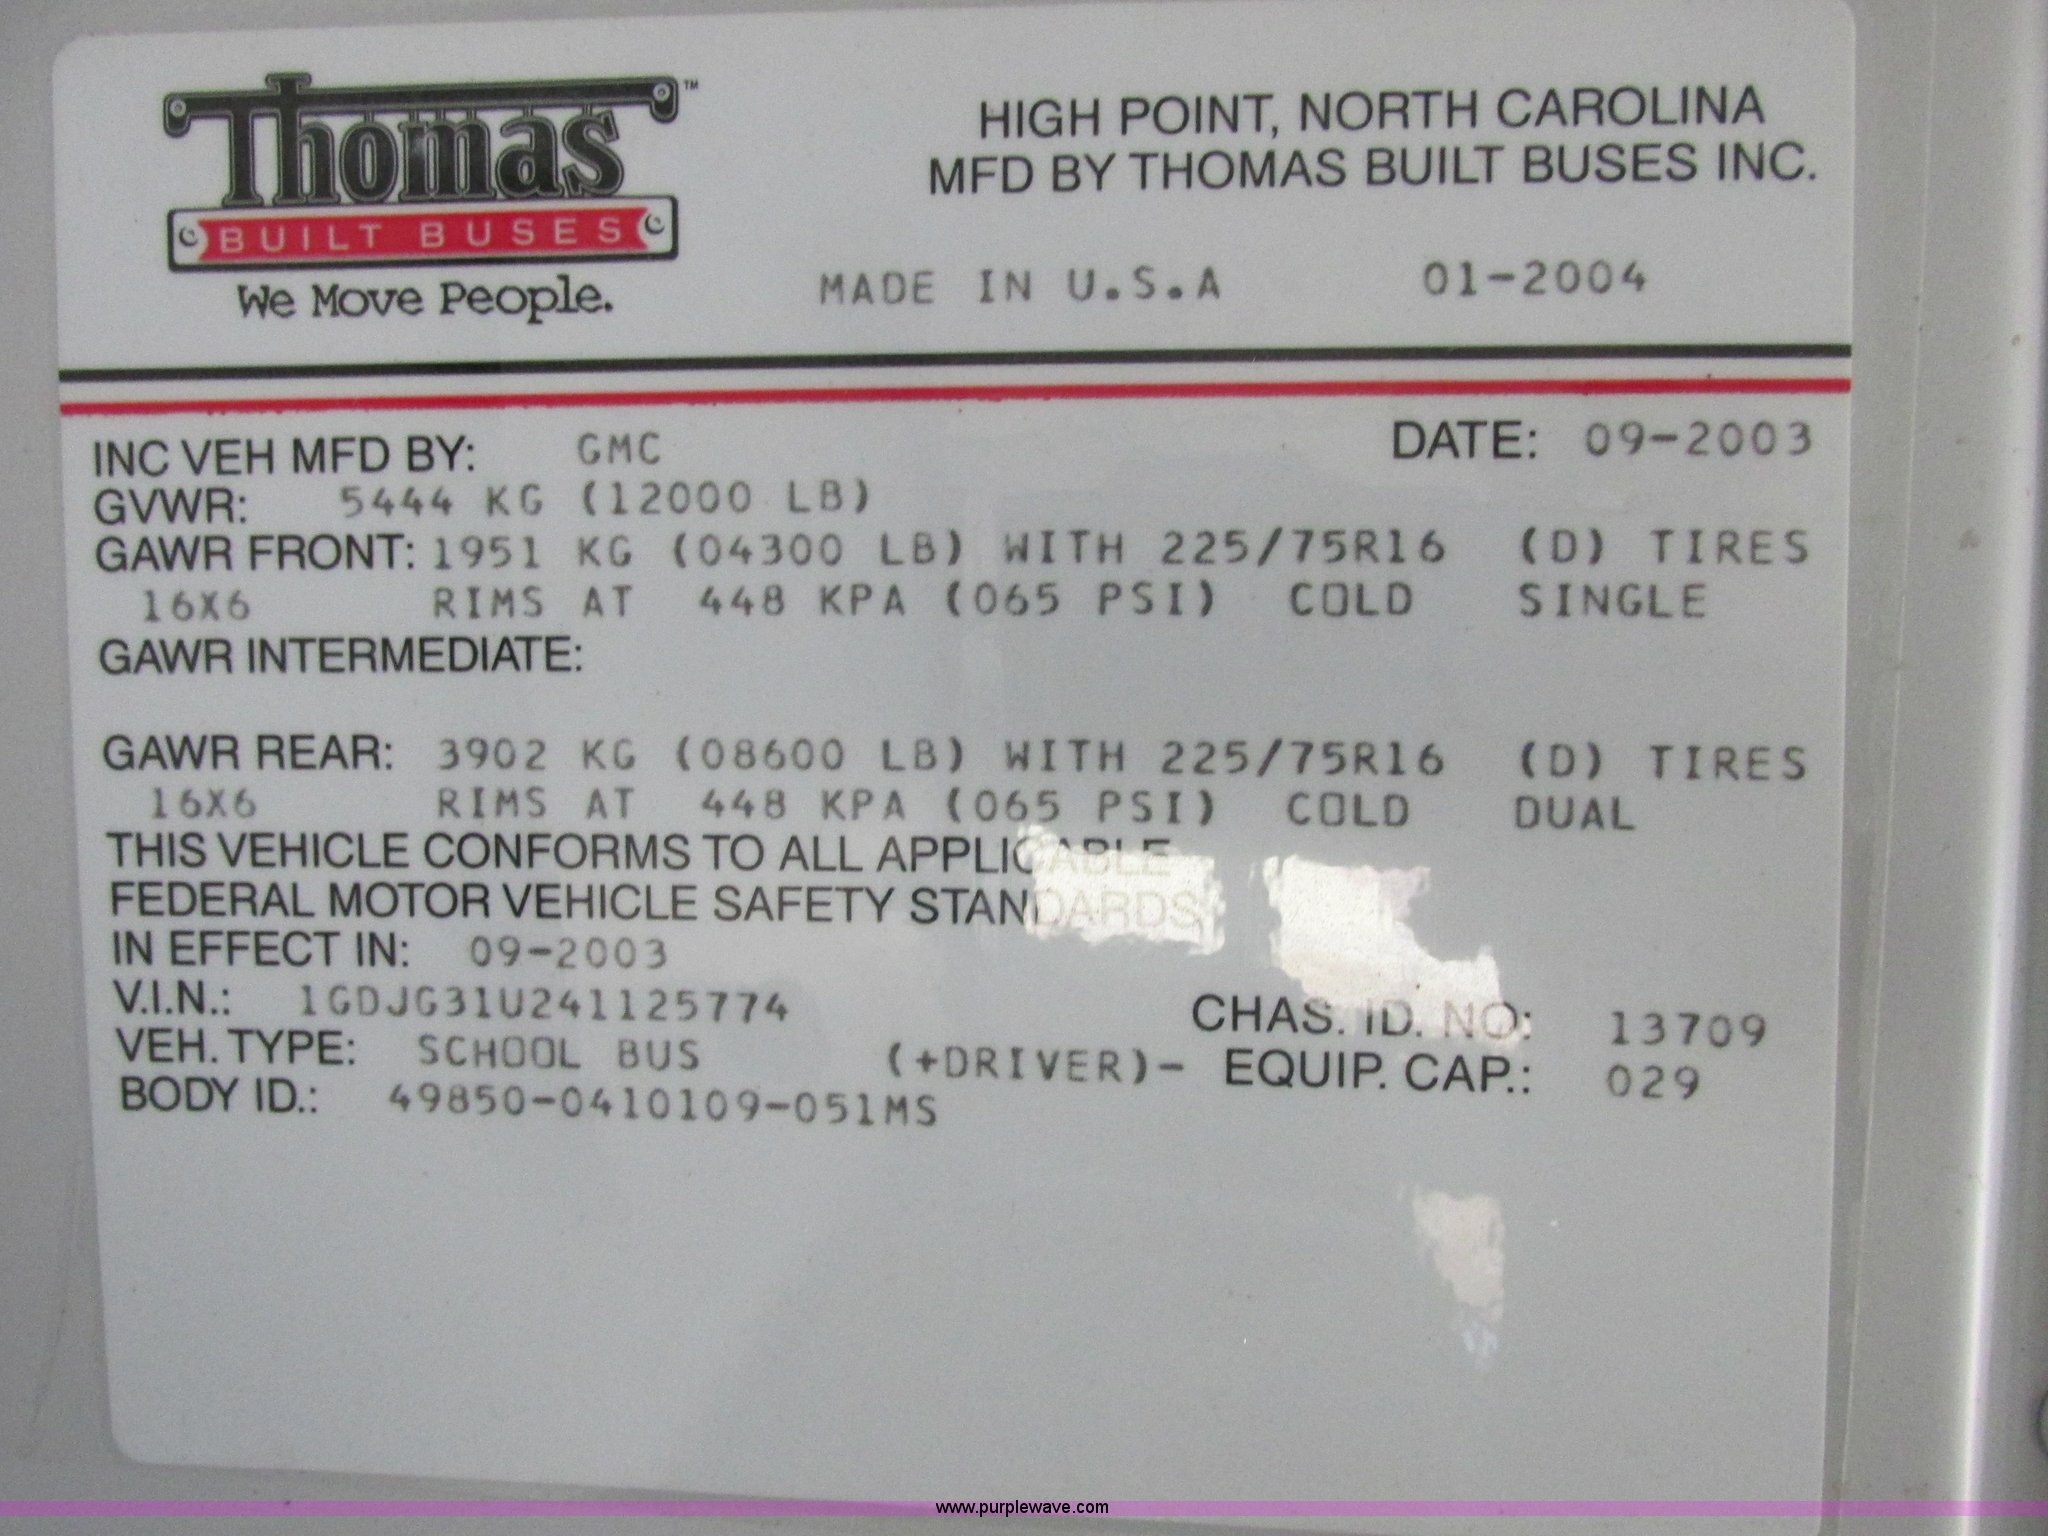 Thomas™
BUILT BUSES
We Move People.
HIGH POINT, NORTH CAROLINA
MFD BY THOMAS BUILT BUSES INC.
MADE IN U.S.A 01-2004
INC VEH MFD BY: GMC DATE: 09-2003
GVWR: 5444 KG (12000 LB)
GAWR FRONT: 1951 KG (04300 LB) WITH 225/75R16 (D) TIRES
16X6 RIMS AT 448 KPA (065 PSI) COLD SINGLE
GAWR INTERMEDIATE:
GAWR REAR: 3902 KG (08600 LB) WITH 225/75R16 (D) TIRES
16X6 RIMS AT 448 KPA (065 PSI) COLD DUAL
THIS VEHICLE CONFORMS TO ALL APPLICABLE
FEDERAL MOTOR VEHICLE SAFETY STANDARDS
IN EFFECT IN: 09-2003
V.I.N.: 1GDJG31U241125774 CHAS. ID. NO: 13709
VEH. TYPE: SCHOOL BUS (+DRIVER)- EQUIP. CAP.: 029
BODY ID.: 49850-0410109-051MS
www.purplewave.com